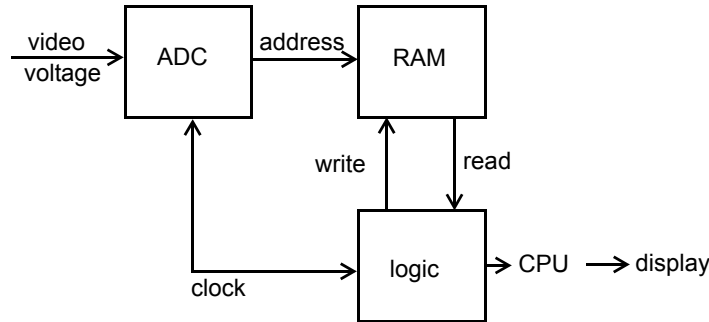 video
voltage
ADC
address
RAM
write
read
clock
logic
CPU
display